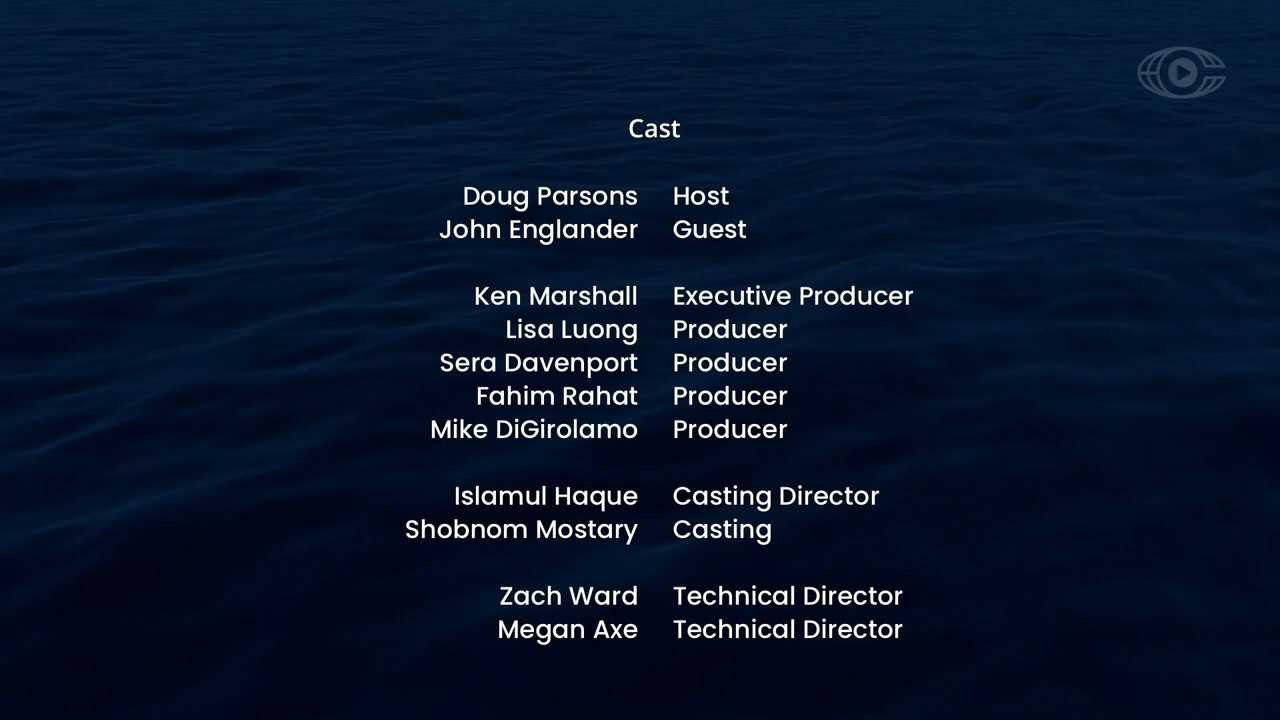 Cast
Doug Parsons Host
John Englander Guest
Ken Marshall Executive Producer
Lisa Luong Producer
Sera Davenport Producer
Fahim Rahat Producer
Mike DiGirolamo Producer
Islamul Haque Casting Director
Shobnom Mostary Casting
Zach Ward Technical Director
Megan Axe Technical Director